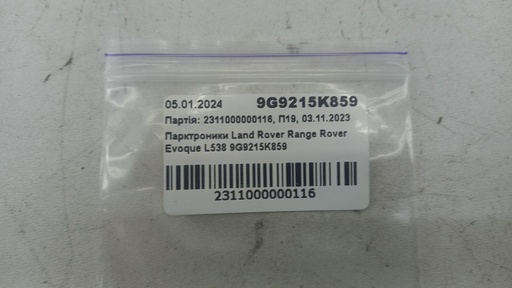 05.01.2024 9G9215K859
Партія: 2311000000116, П19, 03.11.2023
Парктроники Land Rover Range Rover
Evoque L538 9G9215K859
2311000000116